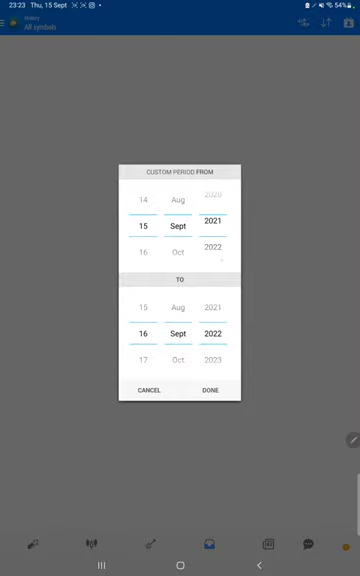 23:23 Thu, 15 Sept 54%
History
All symbols
CUSTOM PERIOD FROM
14 Aug 2020
15 Sept 2021
16 Oct 2022
TO
15 Aug 2021
16 Sept 2022
17 Oct 2023
CANCEL DONE